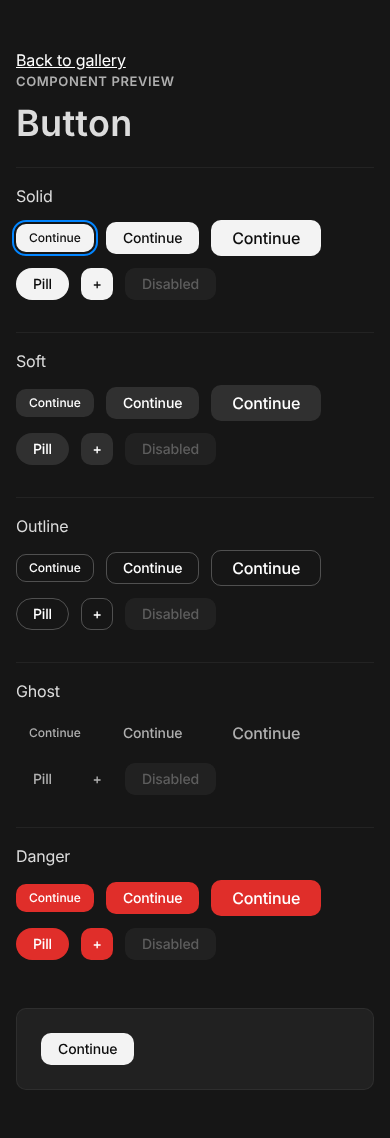 Back to gallery
COMPONENT PREVIEW
Button
Solid
Continue Continue Continue
Pill + Disabled
Soft
Continue Continue Continue
Pill + Disabled
Outline
Continue Continue Continue
Pill + Disabled
Ghost
Continue Continue Continue
Pill + Disabled
Danger
Continue Continue Continue
Pill + Disabled
Continue